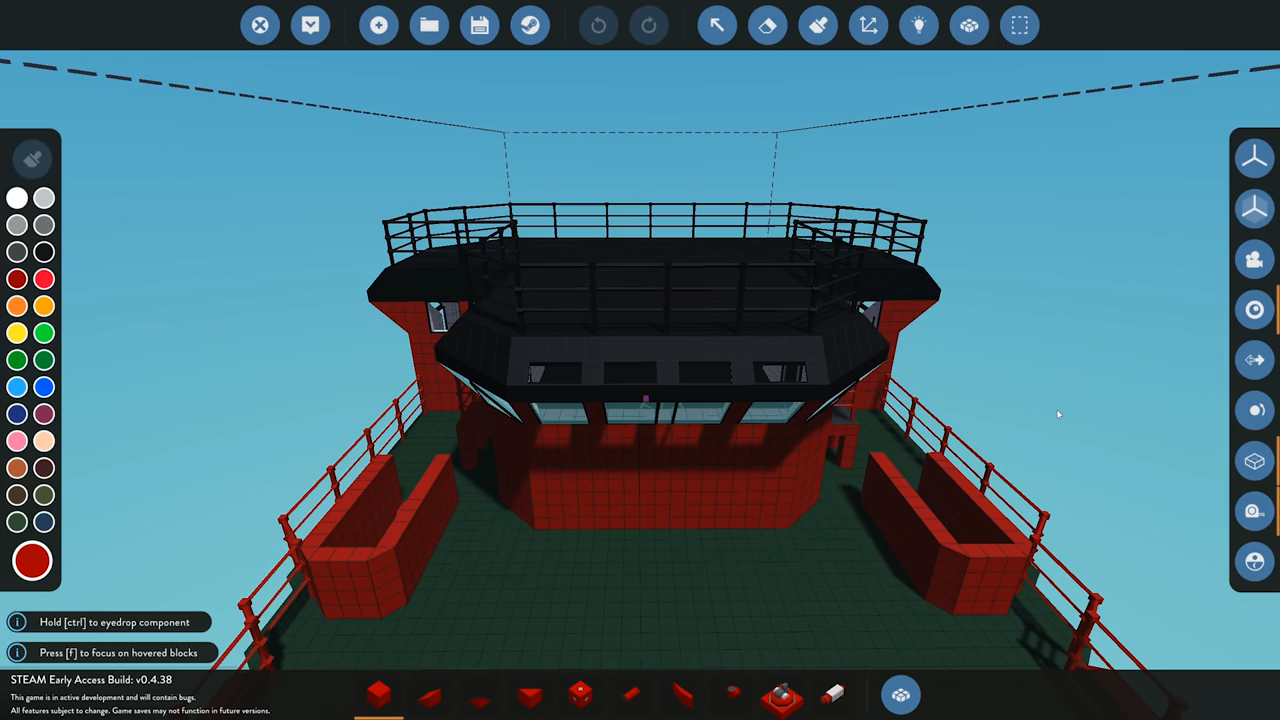 Hold [ctrl] to eyedrop component
Press [f] to focus on hovered blocks
STEAM Early Access Build: v0.4.38
This game is in active development and will contain bugs.
All features subject to change. Game saves may not function in future versions.